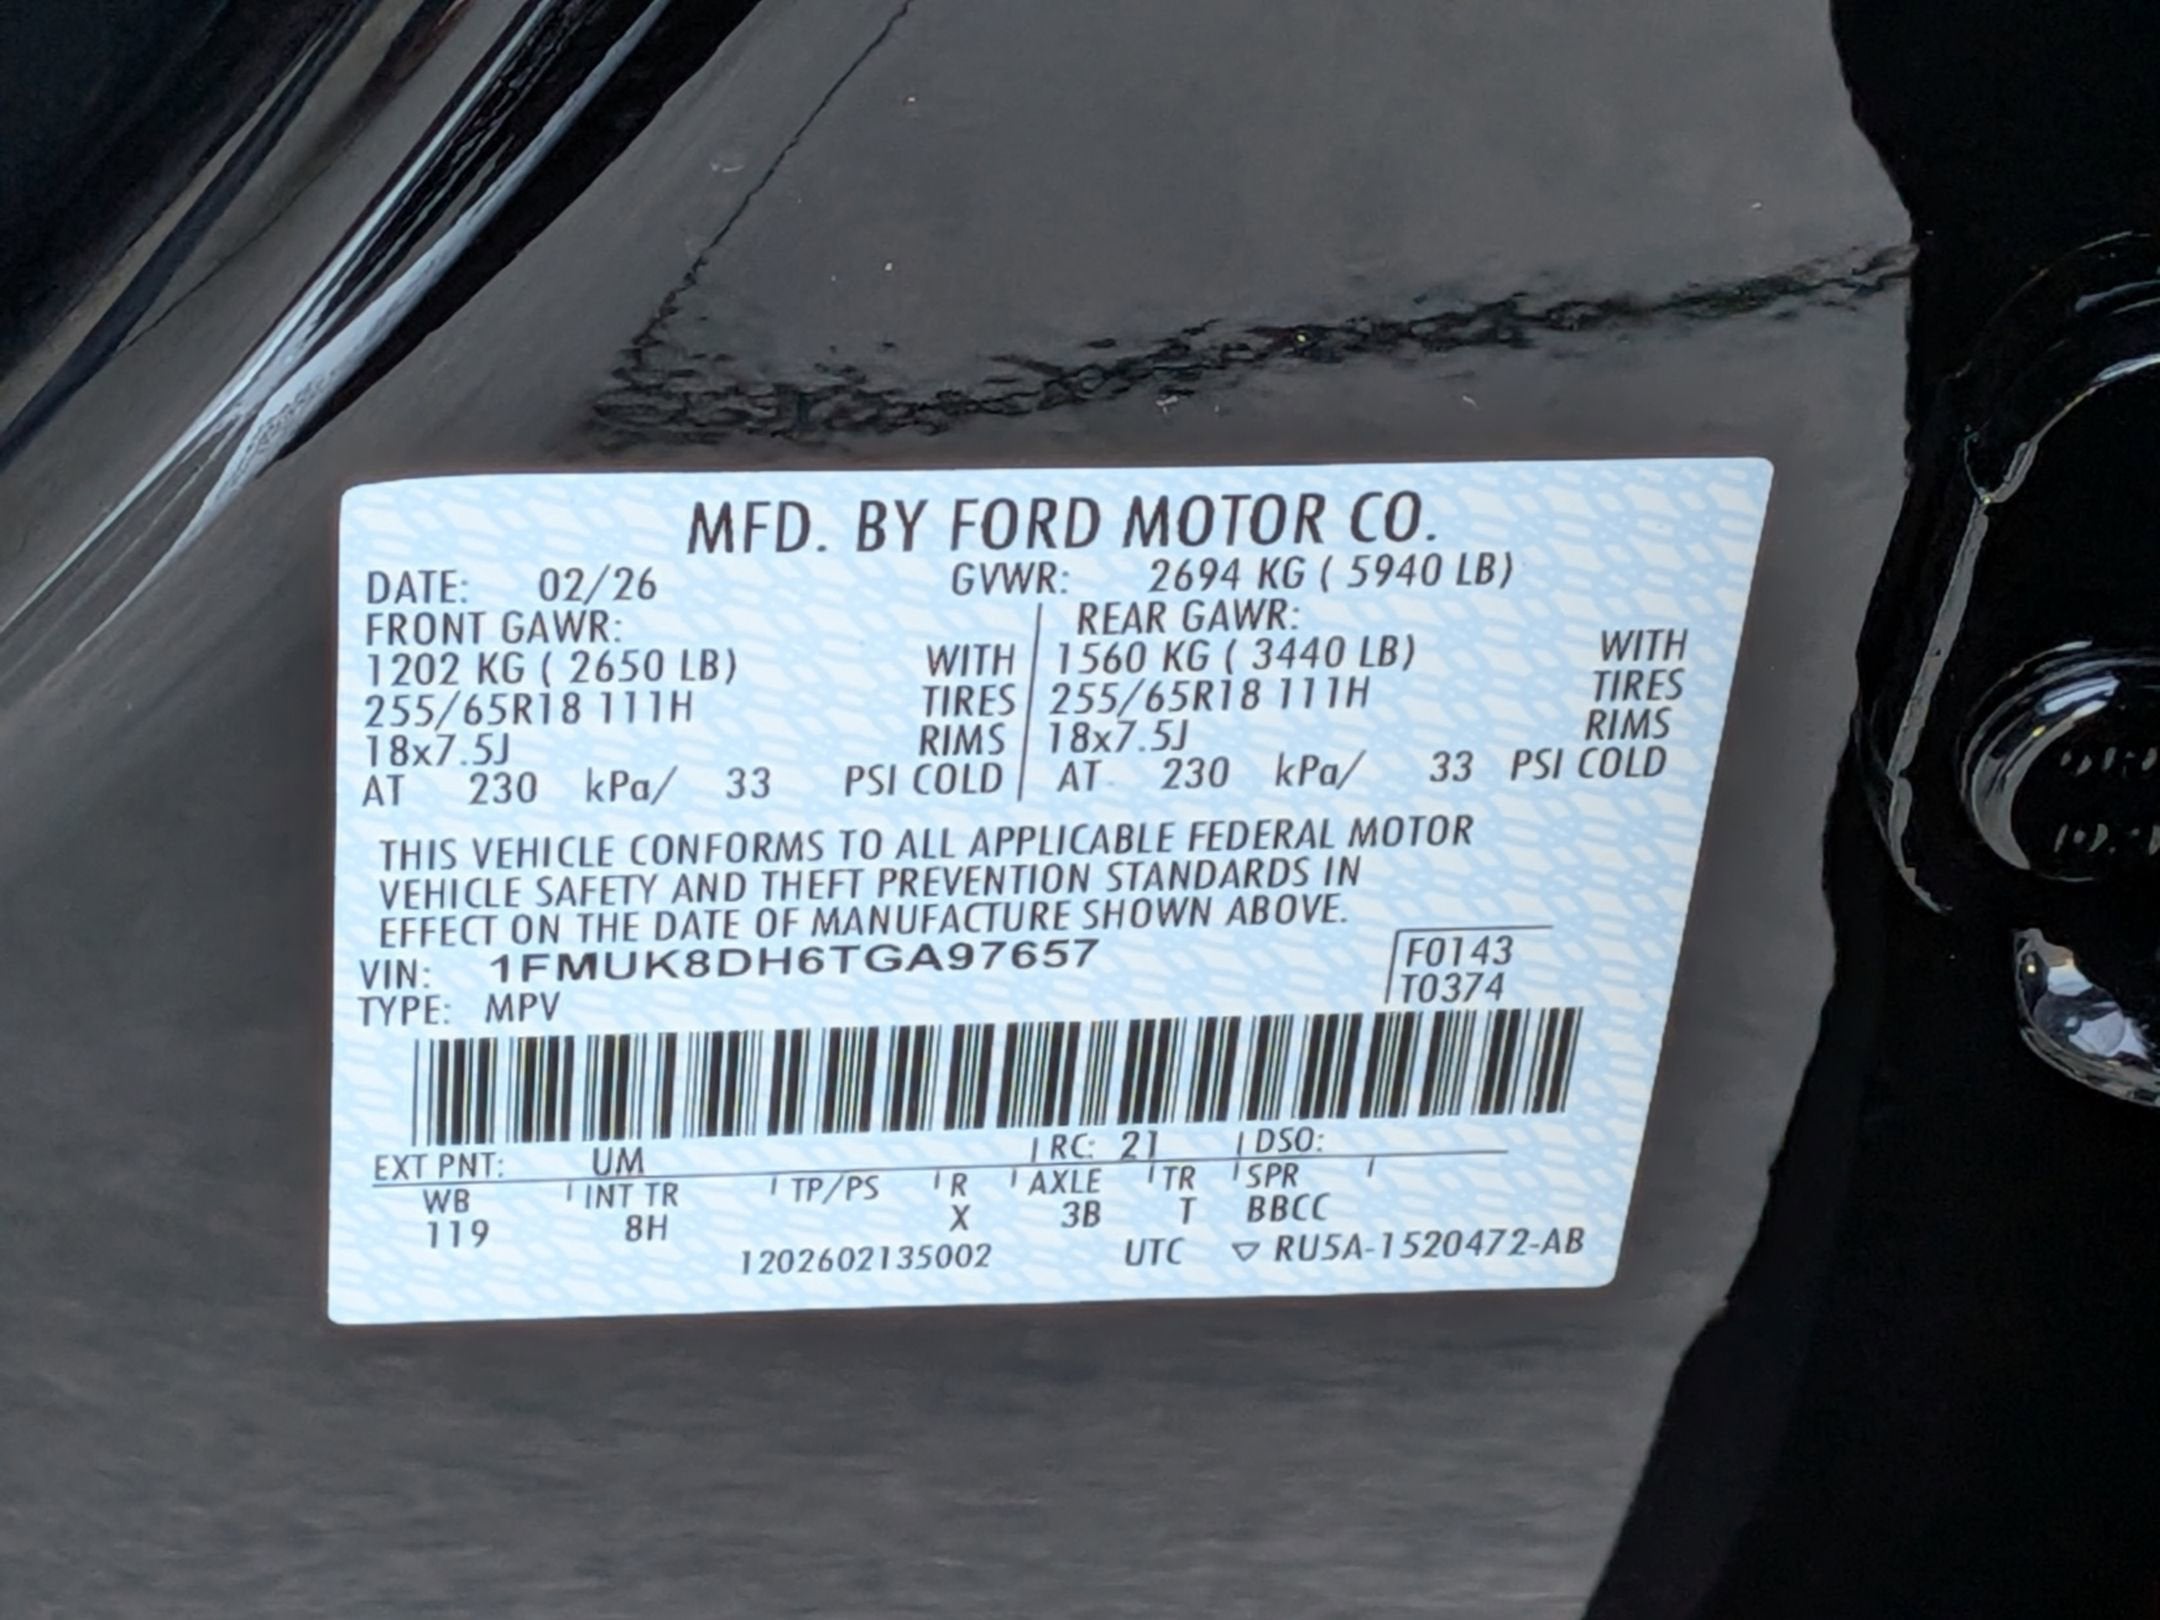 MFD. BY FORD MOTOR CO.
DATE: 02/26 GVWR: 2694 KG ( 5940 LB)
FRONT GAWR: REAR GAWR:
1202 KG ( 2650 LB) WITH 1560 KG ( 3440 LB) WITH
255/65R18 111H TIRES 255/65R18 111H TIRES
18x7.5J RIMS 18x7.5J RIMS
AT 230 kPa/ 33 PSI COLD AT 230 kPa/ 33 PSI COLD
THIS VEHICLE CONFORMS TO ALL APPLICABLE FEDERAL MOTOR
VEHICLE SAFETY AND THEFT PREVENTION STANDARDS IN
EFFECT ON THE DATE OF MANUFACTURE SHOWN ABOVE.
VIN: 1FMUK8DH6TGA97657 F0143
TYPE: MPV T0374
EXT PNT: UM RC: 21 DSO:
WB INT TR TP/PS R AXLE TR SPR
119 8H X 3B T BBCC
1202602135002 UTC ▽ RU5A-1520472-AB